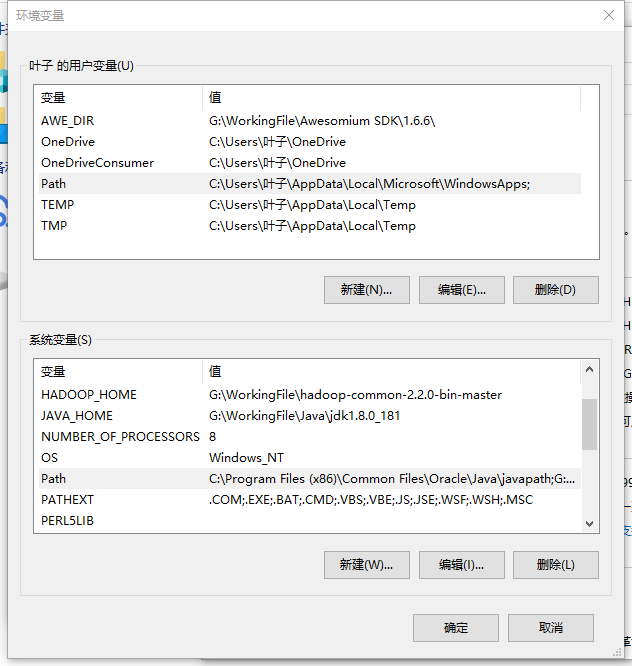 环境变量
叶子 的用户变量(U)
变量 值
AWE_DIR G:\WorkingFile\Awesomium SDK\1.6.6\
OneDrive C:\Users\叶子\OneDrive
OneDriveConsumer C:\Users\叶子\OneDrive
Path C:\Users\叶子\AppData\Local\Microsoft\WindowsApps;
TEMP C:\Users\叶子\AppData\Local\Temp
TMP C:\Users\叶子\AppData\Local\Temp
新建(N)... 编辑(E)... 删除(D)
系统变量(S)
变量 值
HADOOP_HOME G:\WorkingFile\hadoop-common-2.2.0-bin-master
JAVA_HOME G:\WorkingFile\Java\jdk1.8.0_181
NUMBER_OF_PROCESSORS 8
OS Windows_NT
Path C:\Program Files (x86)\Common Files\Oracle\Java\javapath;G:...
PATHEXT .COM;.EXE;.BAT;.CMD;.VBS;.VBE;.JS;.JSE;.WSF;.WSH;.MSC
PERL5LIB
新建(W)... 编辑(I)... 删除(L)
确定 取消